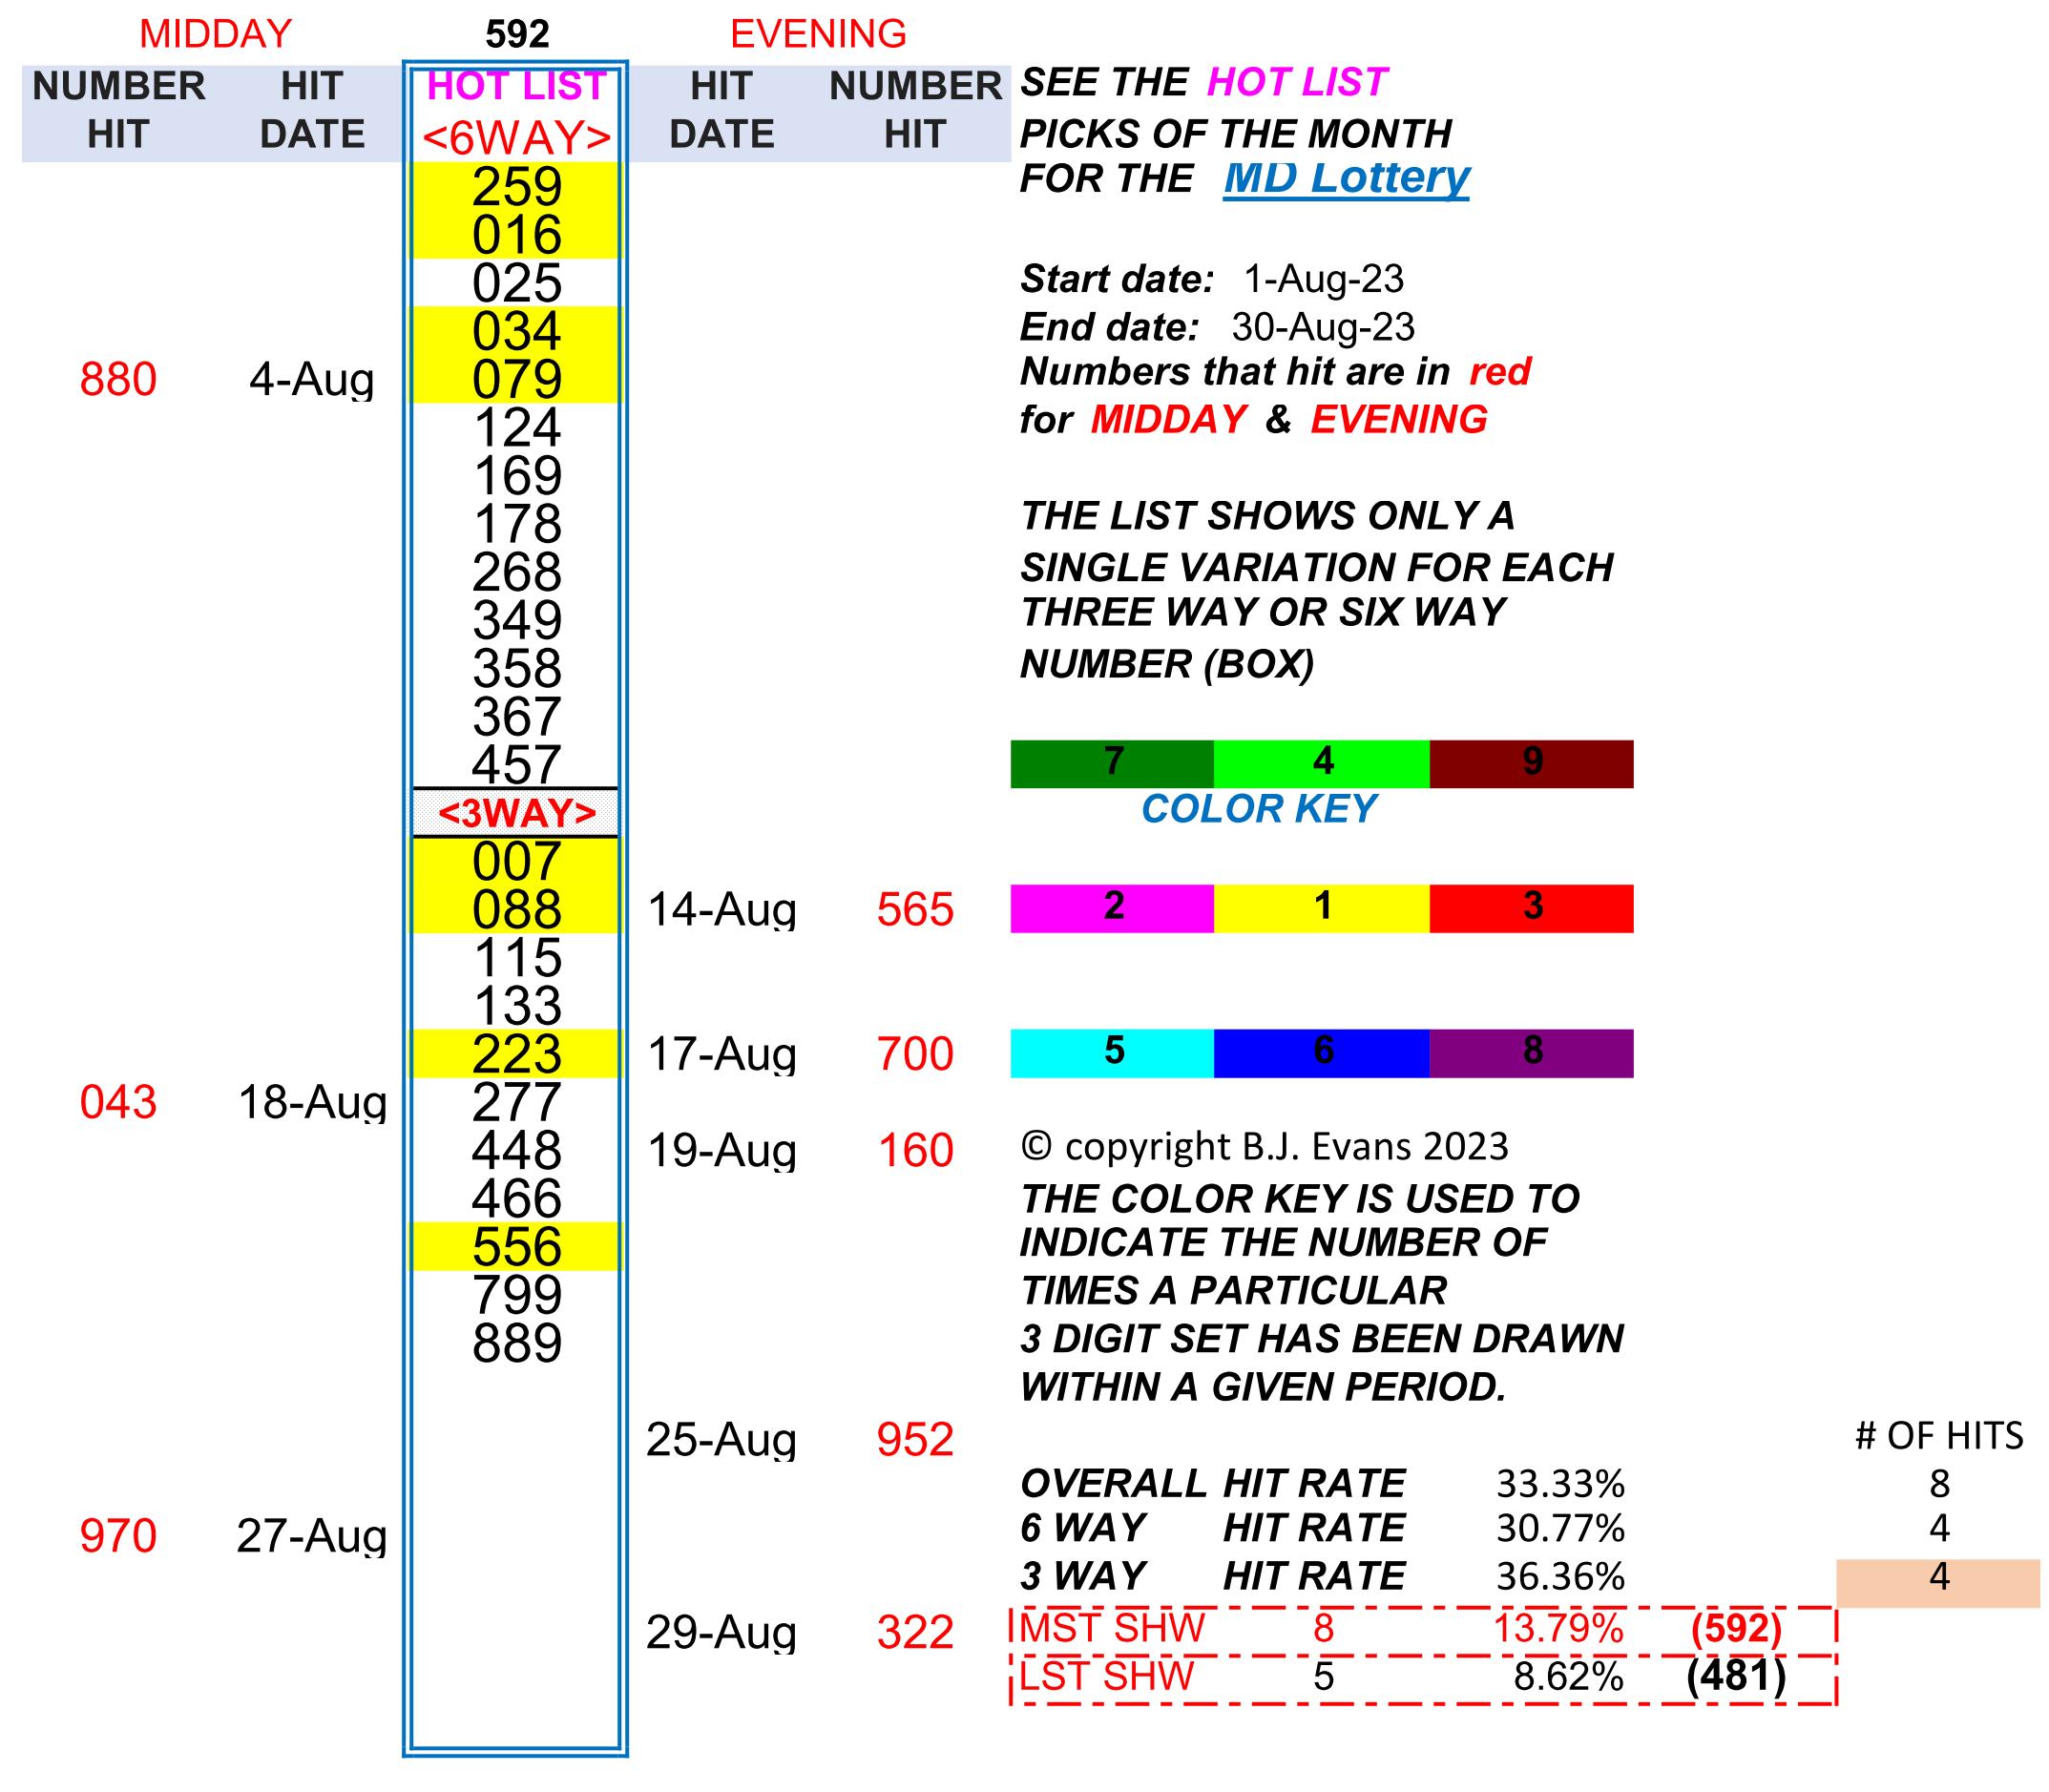 MIDDAY 592 EVENING
NUMBER HIT HOT LIST HIT NUMBER SEE THE HOT LIST
HIT DATE <6WAY> DATE HIT PICKS OF THE MONTH
259 FOR THE MD Lottery
016
025 Start date: 1-Aug-23
034 End date: 30-Aug-23
880 4-Aug 079 Numbers that hit are in red
124 for MIDDAY & EVENING
169
178 THE LIST SHOWS ONLY A
268 SINGLE VARIATION FOR EACH
349 THREE WAY OR SIX WAY
358 NUMBER (BOX)
367
457 7 4 9
<3WAY> COLOR KEY
007
088 14-Aug 565 2 1 3
115
133
223 17-Aug 700 5 6 8
043 18-Aug 277
448 19-Aug 160 © copyright B.J. Evans 2023
466 THE COLOR KEY IS USED TO
556 INDICATE THE NUMBER OF
799 TIMES A PARTICULAR
889 3 DIGIT SET HAS BEEN DRAWN
WITHIN A GIVEN PERIOD.
25-Aug 952 # OF HITS
OVERALL HIT RATE 33.33% 8
970 27-Aug 6 WAY HIT RATE 30.77% 4
3 WAY HIT RATE 36.36% 4
29-Aug 322 MST SHW 8 13.79% (592)
LST SHW 5 8.62% (481)